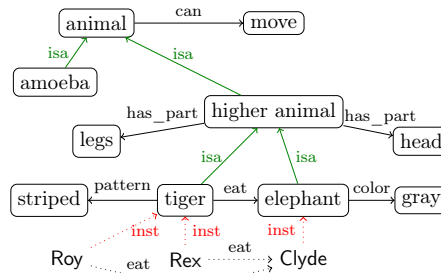 animal can move
isa isa
amoeba
higher animal
has_part has_part
legs head
isa isa
striped pattern tiger eat elephant color gray
inst inst inst
Roy Rex eat Clyde
eat